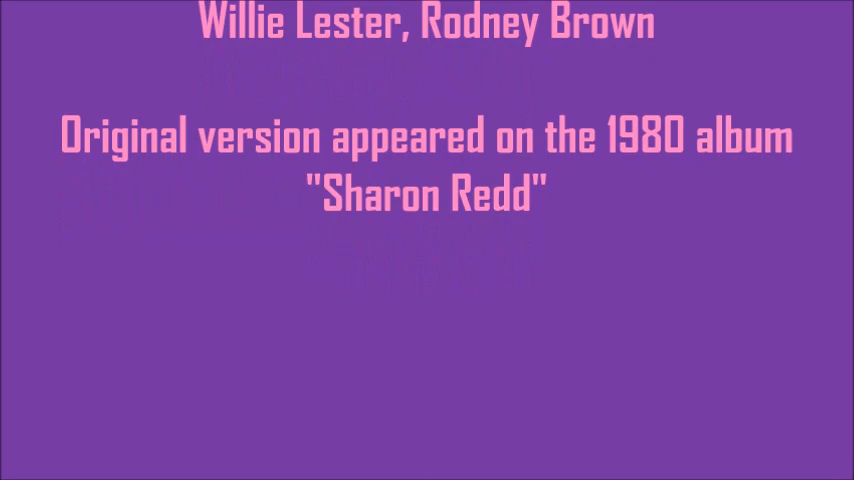 Willie Lester, Rodney Brown
Original version appeared on the 1980 album
"Sharon Redd"